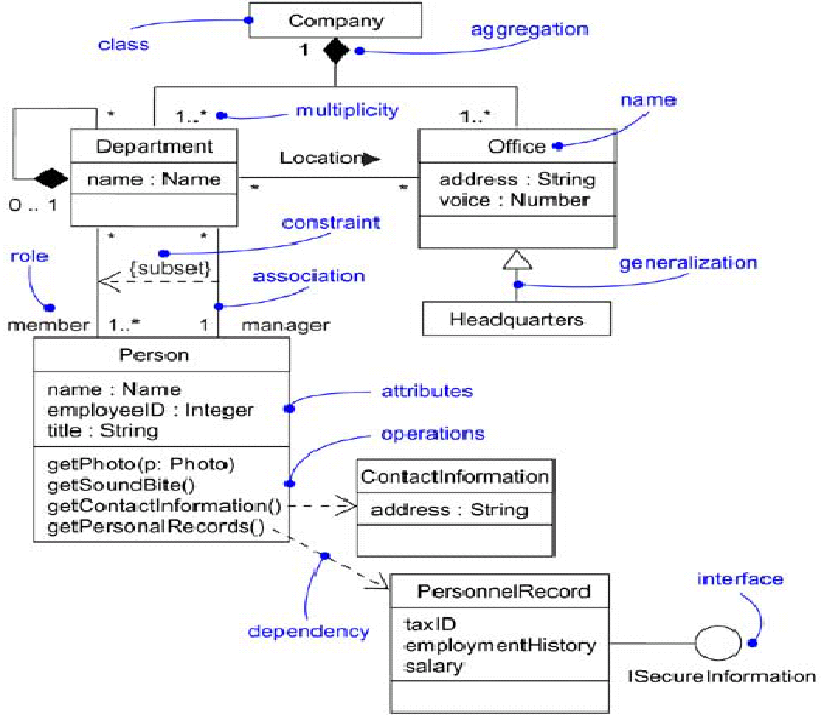 Company
class
1
aggregation
*
1..*
multiplicity
1..*
name
Department
Location
Office
name : Name
*
*
address : String
voice : Number
0 .. 1
*
*
constraint
role
{subset}
association
generalization
member
1..*
1
manager
Headquarters
Person
name : Name
employeeID : Integer
title : String
attributes
operations
getPhoto(p: Photo)
getSoundBite()
getContactInformation()
getPersonalRecords()
ContactInformation
address : String
dependency
PersonnelRecord
taxID
employmentHistory
salary
interface
ISecureInformation